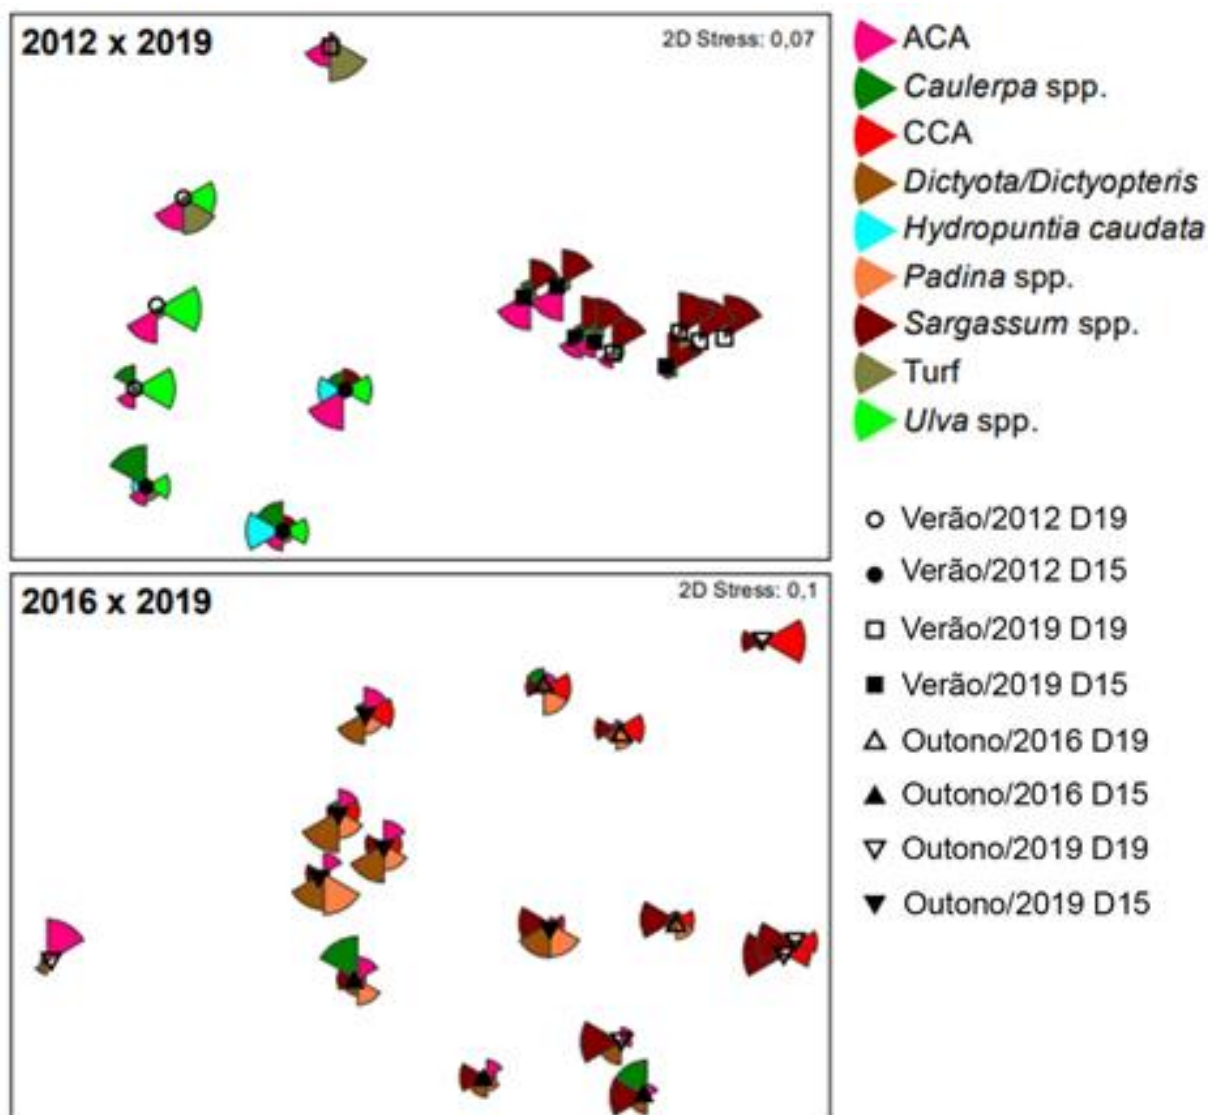 2012 x 2019
2D Stress: 0,07
ACA
Caulerpa spp.
CCA
Dictyota/Dictyopteris
Hydropuntia caudata
Padina spp.
Sargassum spp.
Turf
Ulva spp.
Verão/2012 D19
Verão/2012 D15
Verão/2019 D19
Verão/2019 D15
Outono/2016 D19
Outono/2016 D15
Outono/2019 D19
Outono/2019 D15
2016 x 2019
2D Stress: 0,1